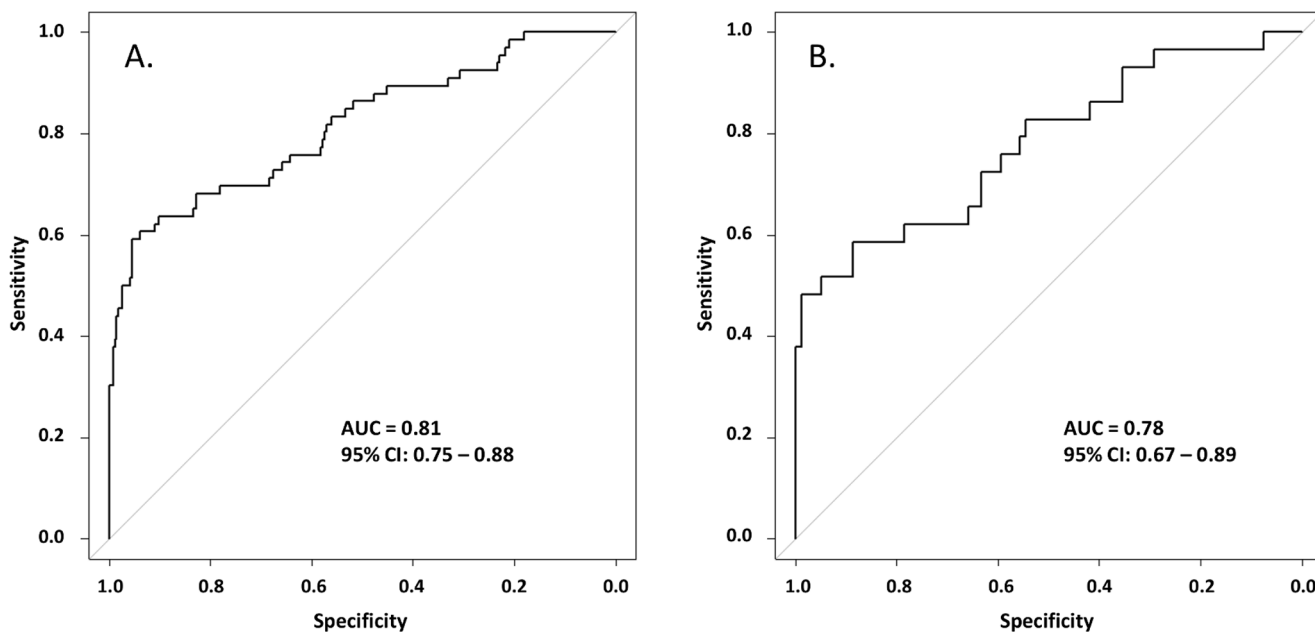 A.
1.0
0.8
0.6
0.4
0.2
0.0
Sensitivity
AUC = 0.81
95% CI: 0.75 – 0.88
1.0 0.8 0.6 0.4 0.2 0.0
Specificity
B.
1.0
0.8
0.6
0.4
0.2
0.0
Sensitivity
AUC = 0.78
95% CI: 0.67 – 0.89
1.0 0.8 0.6 0.4 0.2 0.0
Specificity